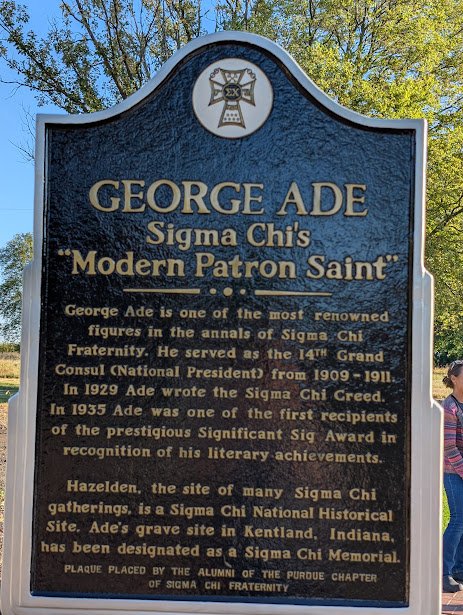 ΣΧ
GEORGE ADE
Sigma Chi's
"Modern Patron Saint"
George Ade is one of the most renowned
figures in the annals of Sigma Chi
Fraternity. He served as the 14TH Grand
Consul (National President) from 1909-1911.
In 1929 Ade wrote the Sigma Chi Creed.
In 1935 Ade was one of the first recipients
of the prestigious Significant Sig Award in
recognition of his literary achievements.
Hazelden, the site of many Sigma Chi
gatherings, is a Sigma Chi National Historical
Site. Ade's grave site in Kentland, Indiana,
has been designated as a Sigma Chi Memorial.
PLAQUE PLACED BY THE ALUMNI OF THE PURDUE CHAPTER
OF SIGMA CHI FRATERNITY